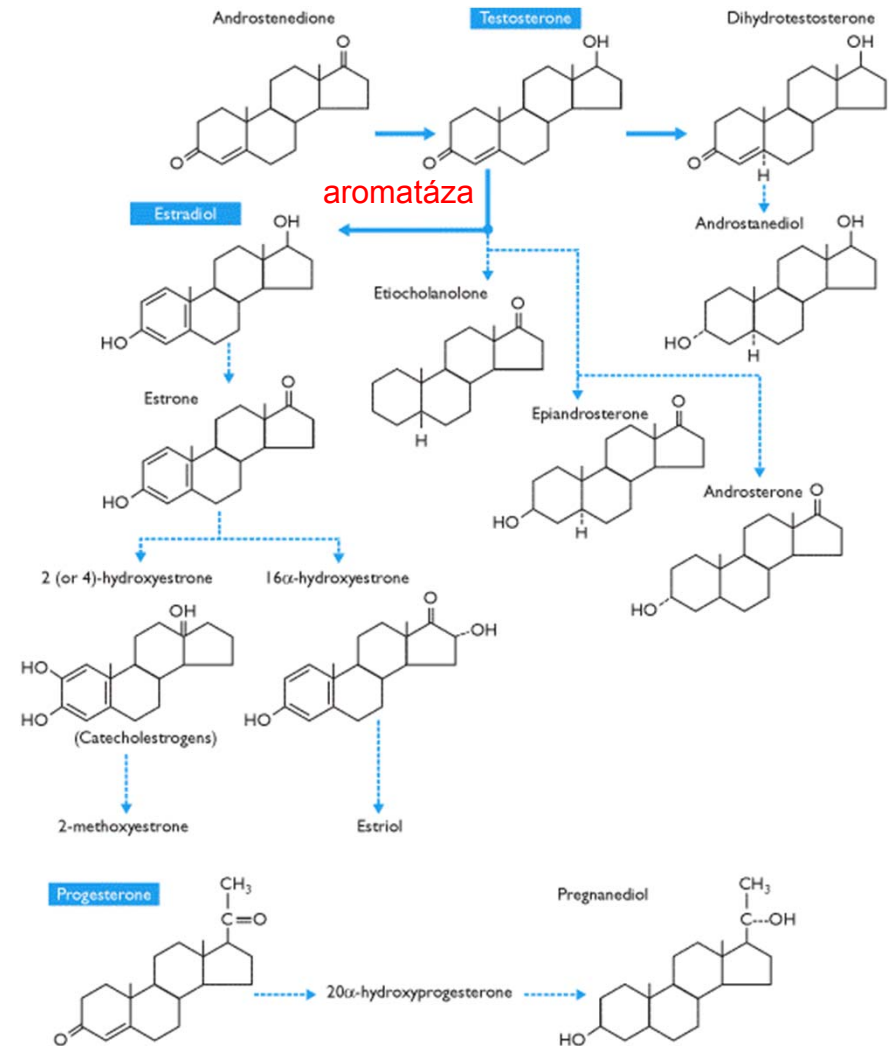 Androstenedione
Testosterone
Dihydrotestosterone
O
OH
OH
O
O
O
H
aromatáza
Estradiol
OH
Androstanediol
OH
Etiocholanolone
O
HO
HO
H
Estrone
O
Epiandrosterone
O
H
HO
Androsterone
O
HO
H
2 (or 4)-hydroxyestrone
16α-hydroxyestrone
OH
O
OH
HO
HO
HO
HO
(Catecholestrogens)
2-methoxyestrone
Estriol
Progesterone
CH3
C=O
Pregnanediol
CH3
C---OH
20α-hydroxyprogesterone
O
HO